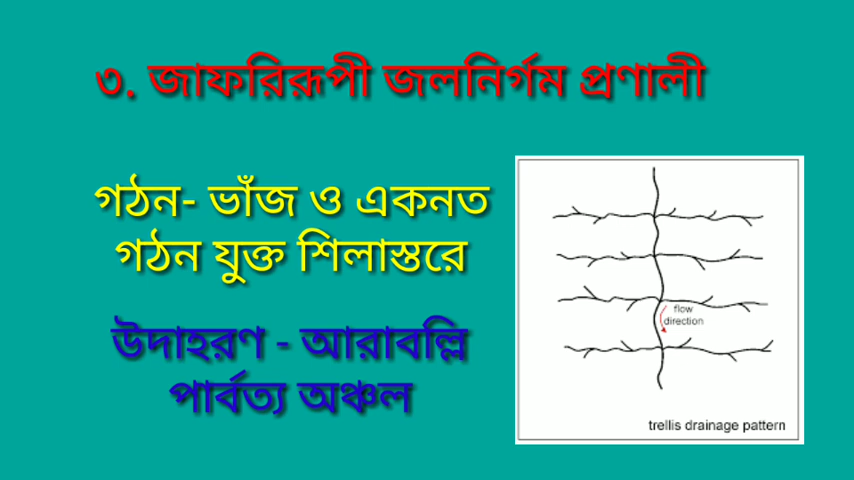 ৩. জাফরিরূপী জলনির্গম প্রণালী
গঠন- ভাঁজ ও একনত
গঠন যুক্ত শিলাস্তরে
উদাহরণ - আরাবল্লি
পার্বত্য অঞ্চল
flow
direction
trellis drainage pattern